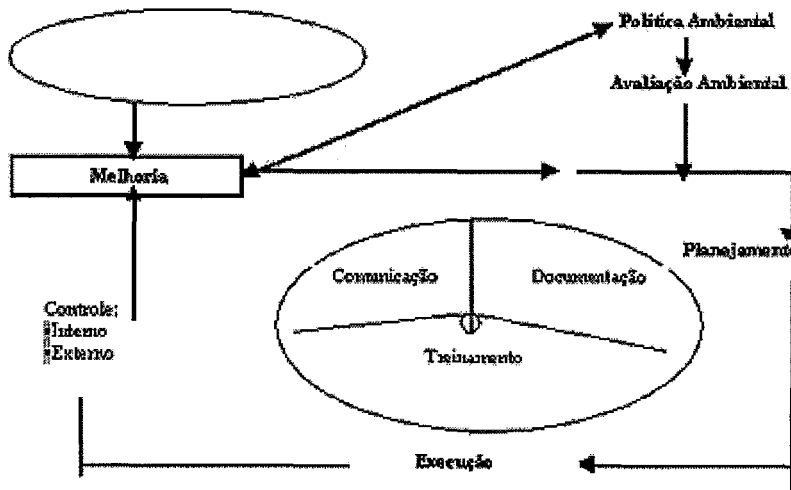 Política Ambiental
Avaliação Ambiental
Melhoria
Planejamento
Comunicação
Documentação
Controle:
Interno
Externo
Treinamento
Execução